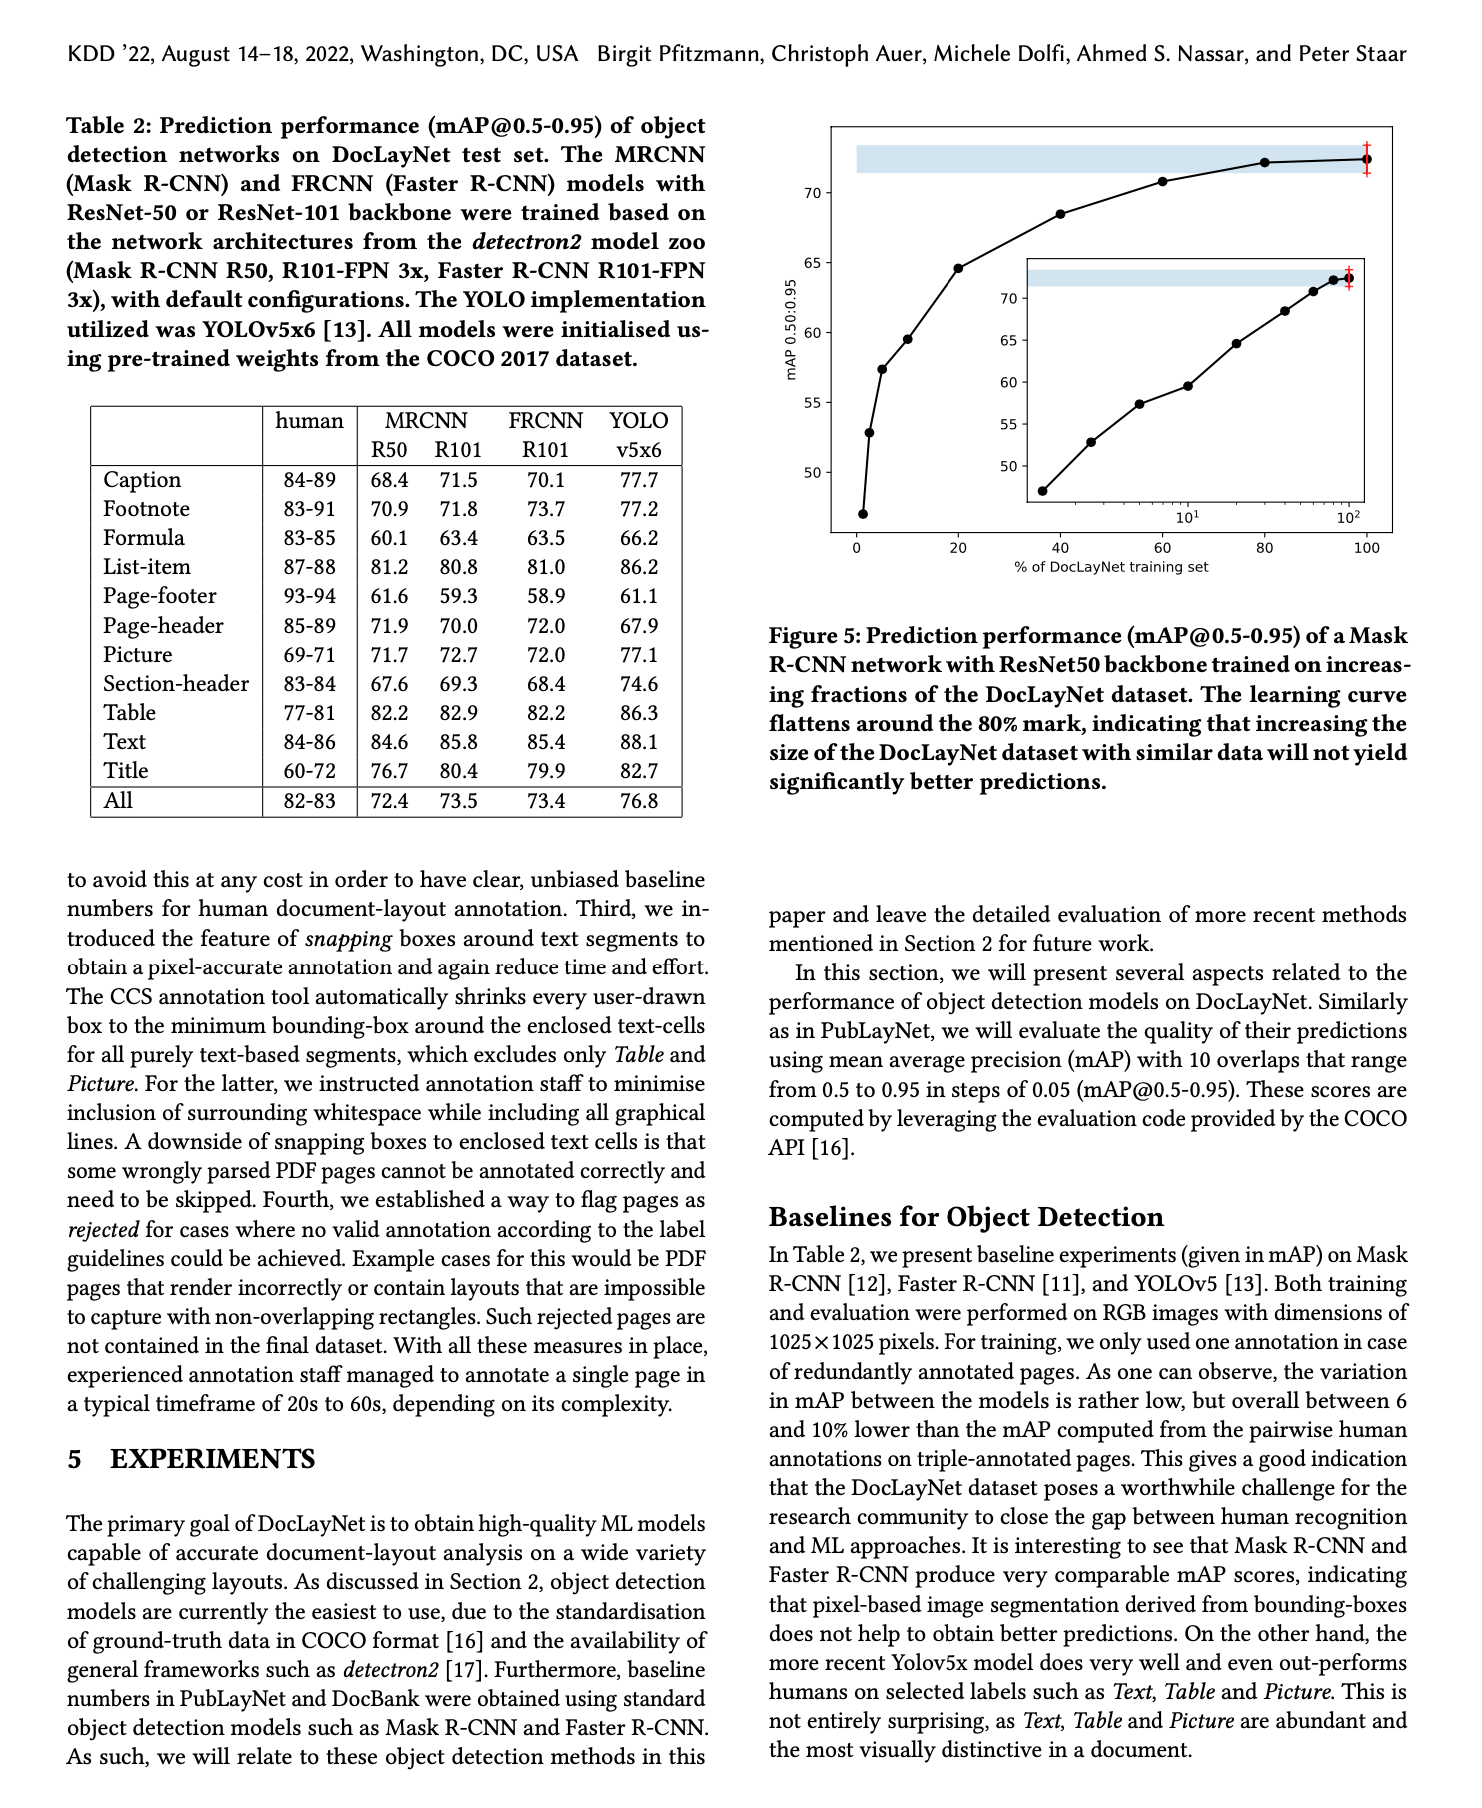 KDD ’22, August 14–18, 2022, Washington, DC, USA Birgit Pfitzmann, Christoph Auer, Michele Dolfi, Ahmed S. Nassar, and Peter Staar
Table 2: Prediction performance (mAP@0.5-0.95) of object
detection networks on DocLayNet test set. The MRCNN
(Mask R-CNN) and FRCNN (Faster R-CNN) models with
ResNet-50 or ResNet-101 backbone were trained based on
the network architectures from the detectron2 model zoo
(Mask R-CNN R50, R101-FPN 3x, Faster R-CNN R101-FPN
3x), with default configurations. The YOLO implementation
utilized was YOLOv5x6 [13]. All models were initialised us-
ing pre-trained weights from the COCO 2017 dataset.
human MRCNN FRCNN YOLO
R50 R101 R101 v5x6
Caption 84-89 68.4 71.5 70.1 77.7
Footnote 83-91 70.9 71.8 73.7 77.2
Formula 83-85 60.1 63.4 63.5 66.2
List-item 87-88 81.2 80.8 81.0 86.2
Page-footer 93-94 61.6 59.3 58.9 61.1
Page-header 85-89 71.9 70.0 72.0 67.9
Picture 69-71 71.7 72.7 72.0 77.1
Section-header 83-84 67.6 69.3 68.4 74.6
Table 77-81 82.2 82.9 82.2 86.3
Text 84-86 84.6 85.8 85.4 88.1
Title 60-72 76.7 80.4 79.9 82.7
All 82-83 72.4 73.5 73.4 76.8
to avoid this at any cost in order to have clear, unbiased baseline
numbers for human document-layout annotation. Third, we in-
troduced the feature of snapping boxes around text segments to
obtain a pixel-accurate annotation and again reduce time and effort.
The CCS annotation tool automatically shrinks every user-drawn
box to the minimum bounding-box around the enclosed text-cells
for all purely text-based segments, which excludes only Table and
Picture. For the latter, we instructed annotation staff to minimise
inclusion of surrounding whitespace while including all graphical
lines. A downside of snapping boxes to enclosed text cells is that
some wrongly parsed PDF pages cannot be annotated correctly and
need to be skipped. Fourth, we established a way to flag pages as
rejected for cases where no valid annotation according to the label
guidelines could be achieved. Example cases for this would be PDF
pages that render incorrectly or contain layouts that are impossible
to capture with non-overlapping rectangles. Such rejected pages are
not contained in the final dataset. With all these measures in place,
experienced annotation staff managed to annotate a single page in
a typical timeframe of 20s to 60s, depending on its complexity.
5 EXPERIMENTS
The primary goal of DocLayNet is to obtain high-quality ML models
capable of accurate document-layout analysis on a wide variety
of challenging layouts. As discussed in Section 2, object detection
models are currently the easiest to use, due to the standardisation
of ground-truth data in COCO format [16] and the availability of
general frameworks such as detectron2 [17]. Furthermore, baseline
numbers in PubLayNet and DocBank were obtained using standard
object detection models such as Mask R-CNN and Faster R-CNN.
As such, we will relate to these object detection methods in this
mAP 0.50:0.95
70
65
60
55
50
70
65
60
55
50
10¹ 10²
0 20 40 60 80 100
% of DocLayNet training set
Figure 5: Prediction performance (mAP@0.5-0.95) of a Mask
R-CNN network with ResNet50 backbone trained on increas-
ing fractions of the DocLayNet dataset. The learning curve
flattens around the 80% mark, indicating that increasing the
size of the DocLayNet dataset with similar data will not yield
significantly better predictions.
paper and leave the detailed evaluation of more recent methods
mentioned in Section 2 for future work.
In this section, we will present several aspects related to the
performance of object detection models on DocLayNet. Similarly
as in PubLayNet, we will evaluate the quality of their predictions
using mean average precision (mAP) with 10 overlaps that range
from 0.5 to 0.95 in steps of 0.05 (mAP@0.5-0.95). These scores are
computed by leveraging the evaluation code provided by the COCO
API [16].
Baselines for Object Detection
In Table 2, we present baseline experiments (given in mAP) on Mask
R-CNN [12], Faster R-CNN [11], and YOLOv5 [13]. Both training
and evaluation were performed on RGB images with dimensions of
1025×1025 pixels. For training, we only used one annotation in case
of redundantly annotated pages. As one can observe, the variation
in mAP between the models is rather low, but overall between 6
and 10% lower than the mAP computed from the pairwise human
annotations on triple-annotated pages. This gives a good indication
that the DocLayNet dataset poses a worthwhile challenge for the
research community to close the gap between human recognition
and ML approaches. It is interesting to see that Mask R-CNN and
Faster R-CNN produce very comparable mAP scores, indicating
that pixel-based image segmentation derived from bounding-boxes
does not help to obtain better predictions. On the other hand, the
more recent Yolov5x model does very well and even out-performs
humans on selected labels such as Text, Table and Picture. This is
not entirely surprising, as Text, Table and Picture are abundant and
the most visually distinctive in a document.